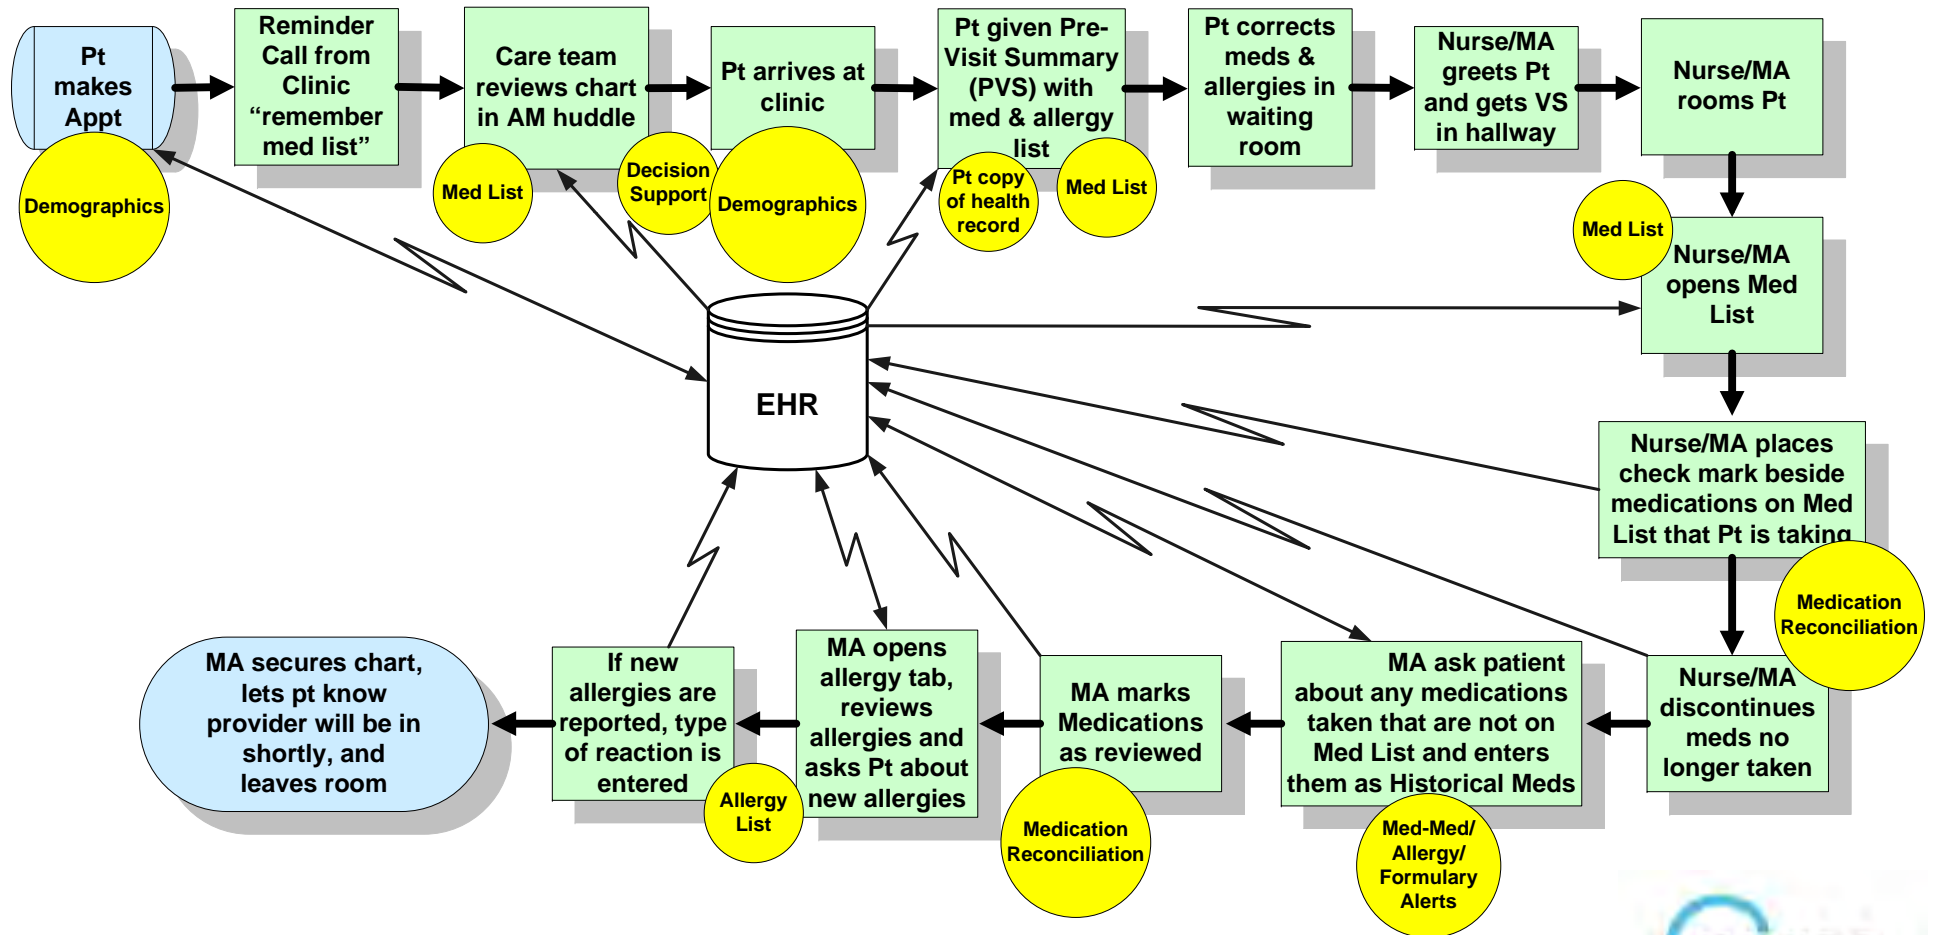 Pt
makes
Appt
Demographics
Reminder
Call from
Clinic
“remember
med list”
Care team
reviews chart
in AM huddle
Med List
Decision
Support
Pt arrives at
clinic
Demographics
Pt given Pre-
Visit Summary
(PVS) with
med & allergy
list
Pt copy
of health
record
Med List
Pt corrects
meds &
allergies in
waiting
room
Nurse/MA
greets Pt
and gets VS
in hallway
Nurse/MA
rooms Pt
Med List
Nurse/MA
opens Med
List
EHR
Nurse/MA places
check mark beside
medications on Med
List that Pt is taking
Medication
Reconciliation
Nurse/MA
discontinues
meds no
longer taken
MA ask patient
about any medications
taken that are not on
Med List and enters
them as Historical Meds
Med-Med/
Allergy/
Formulary
Alerts
MA marks
Medications
as reviewed
Medication
Reconciliation
MA opens
allergy tab,
reviews
allergies and
asks Pt about
new allergies
If new
allergies are
reported, type
of reaction is
entered
Allergy
List
MA secures chart,
lets pt know
provider will be in
shortly, and
leaves room